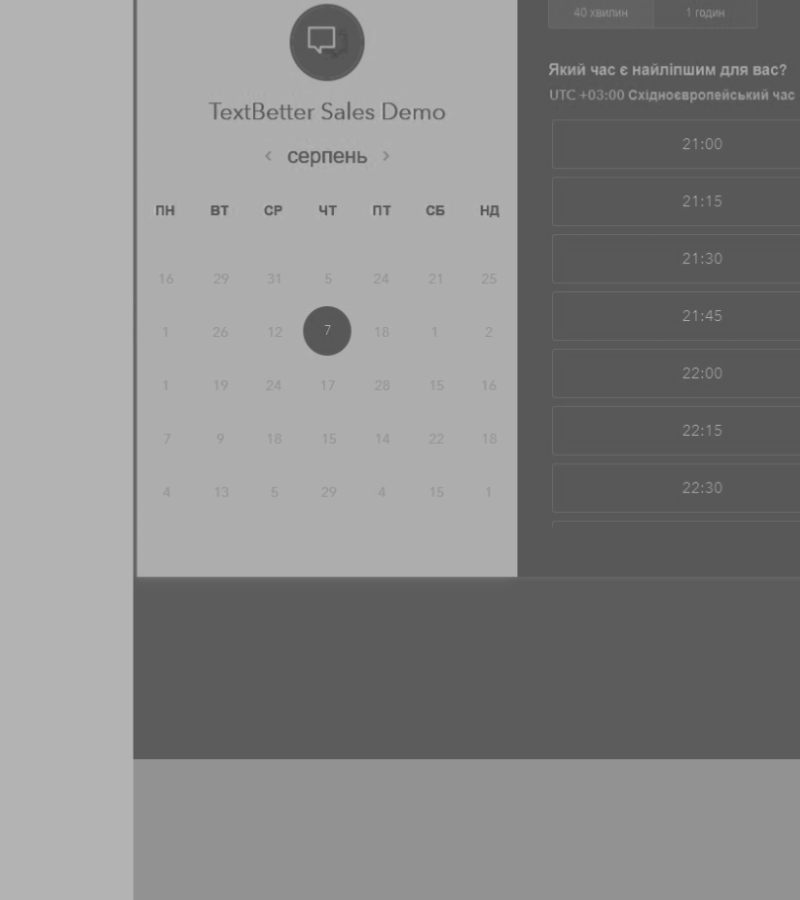 TextBetter Sales Demo
‹ серпень ›
ПН ВТ СР ЧТ ПТ СБ НД
16 29 31 5 24 21 25
1 26 12 7 18 1 2
1 19 24 17 28 15 16
7 9 18 15 14 22 18
4 13 5 29 4 15 1
40 хвилин 1 годин
Який час є найліпшим для вас?
UTC +03:00 Східноєвропейський час
21:00
21:15
21:30
21:45
22:00
22:15
22:30